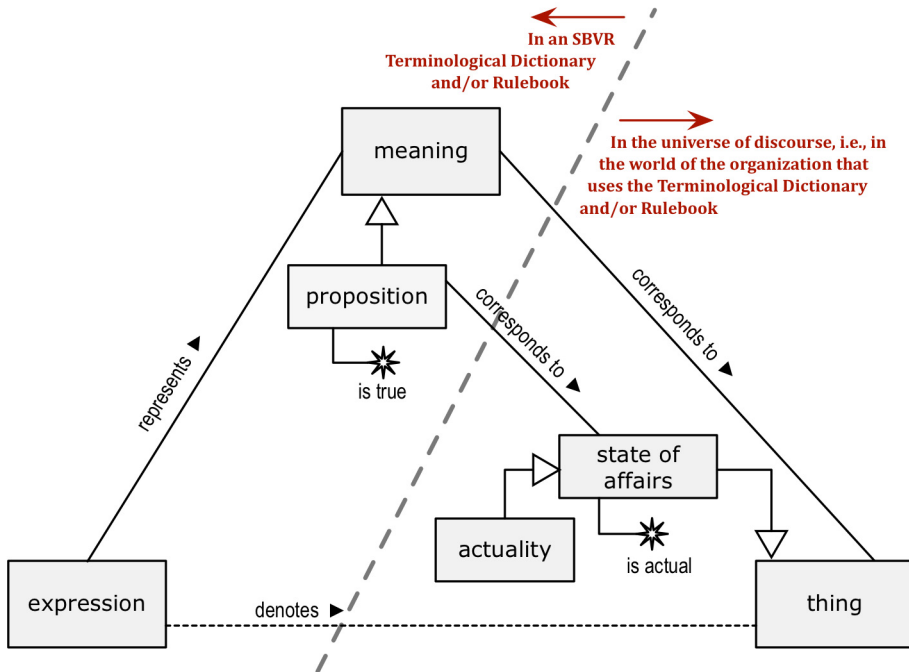 In an SBVR
Terminological Dictionary
and/or Rulebook
meaning
In the universe of discourse, i.e., in
the world of the organization that
uses the Terminological Dictionary
and/or Rulebook
proposition
corresponds to ►
corresponds to ►
represents ►
is true
state of
affairs
actuality
is actual
expression
denotes ►
thing